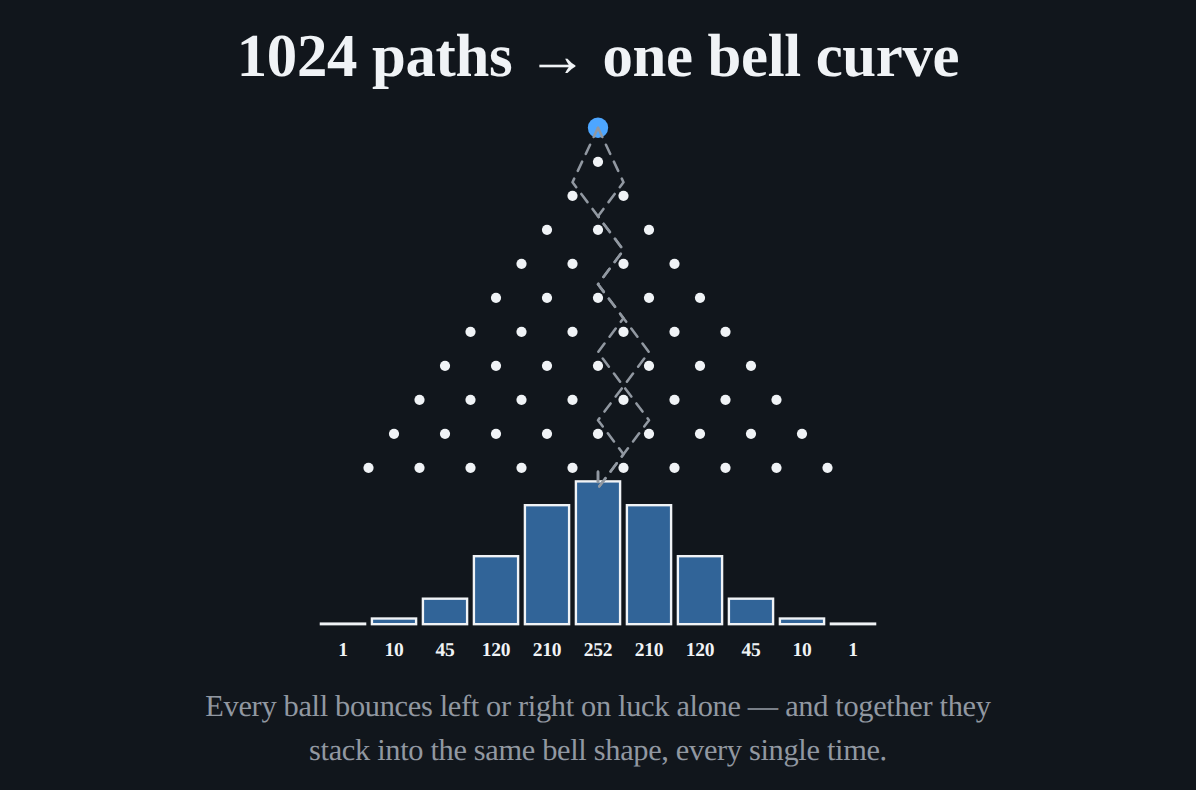 1024 paths → one bell curve
1 10 45 120 210 252 210 120 45 10 1
Every ball bounces left or right on luck alone — and together they
stack into the same bell shape, every single time.